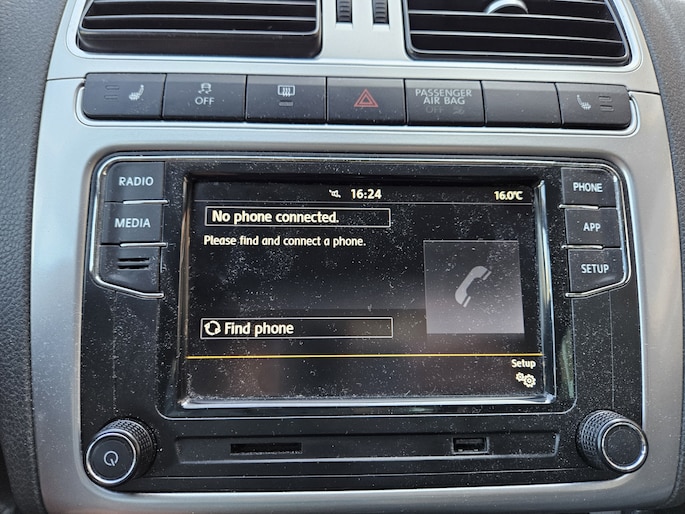 OFF
PASSENGER
AIR BAG
OFF
RADIO
MEDIA
16:24
16.0°C
No phone connected.
Please find and connect a phone.
Find phone
Setup
PHONE
APP
SETUP